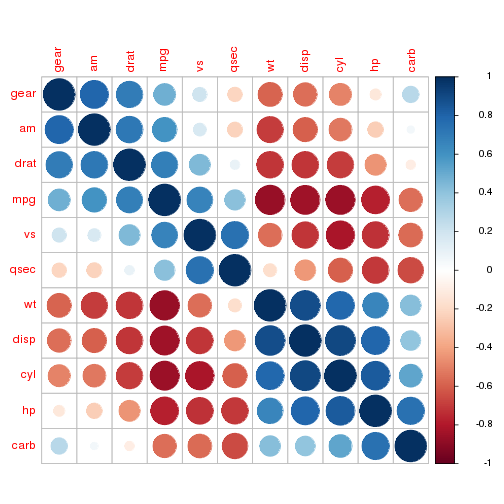 gear am drat mpg vs qsec wt disp cyl hp carb
gear
am
drat
mpg
vs
qsec
wt
disp
cyl
hp
carb
1
0.8
0.6
0.4
0.2
0
-0.2
-0.4
-0.6
-0.8
-1